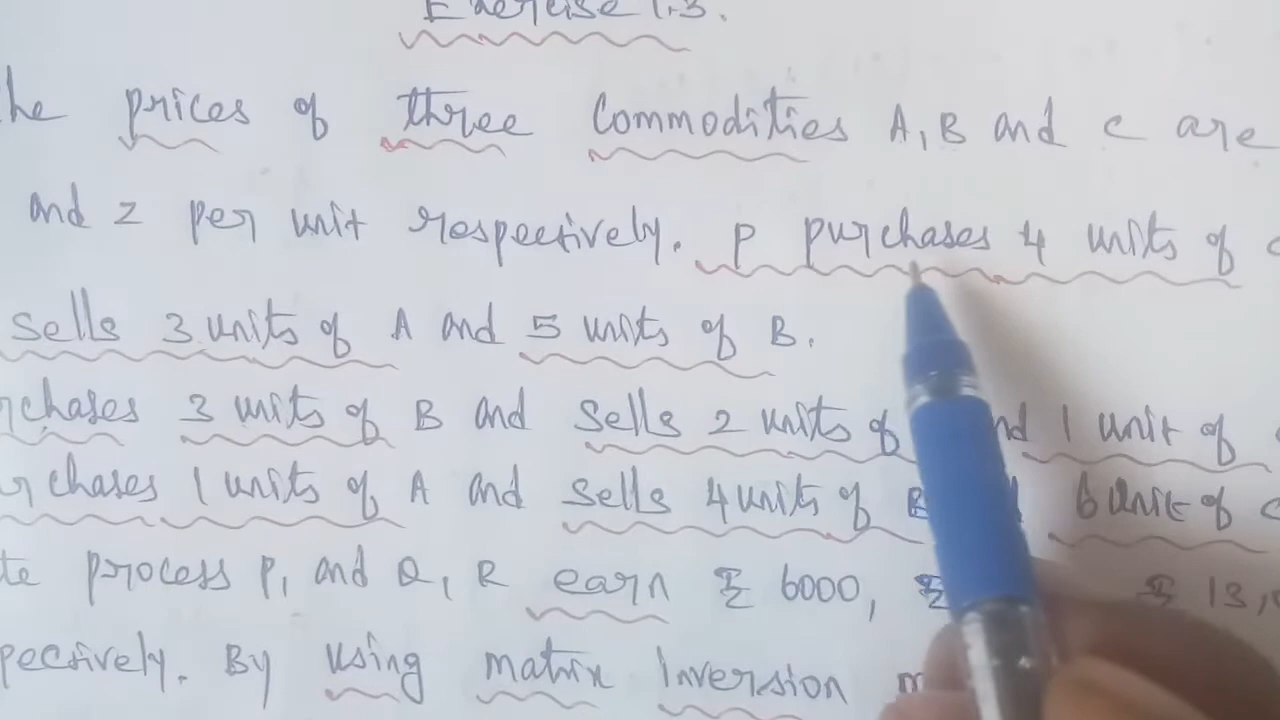 Exercise 1.3.
he prices of three Commodities A, B and C are
and z per unit respectively. P purchases 4 units of
sells 3 units of A and 5 units of B.
rchases 3 units of B and sells 2 units of nd 1 unit of
rchases 1 units of A and sells 4 units of B 6 unit of C
te process P, and Q, R earn ₹ 6000, ₹ ₹ 13,
pectively. By using matrix inversion m